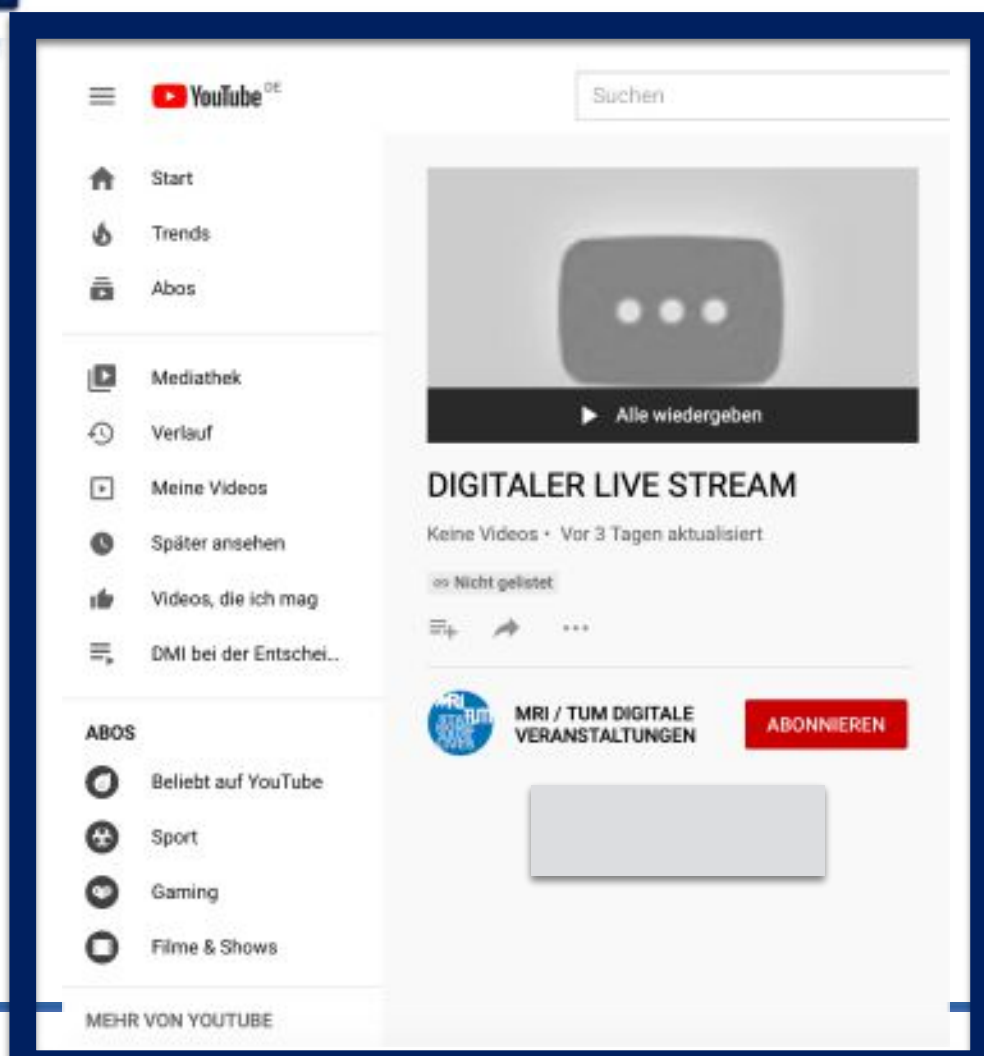 YouTube DE
Suchen
Start
Trends
Abos
Mediathek
Verlauf
Meine Videos
Später ansehen
Videos, die ich mag
DMI bei der Entschei...
ABOS
Beliebt auf YouTube
Sport
Gaming
Filme & Shows
MEHR VON YOUTUBE
Alle wiedergeben
DIGITALER LIVE STREAM
Keine Videos • Vor 3 Tagen aktualisiert
Nicht gelistet
MRI
TUM
MRI / TUM DIGITALE
VERANSTALTUNGEN
ABONNIEREN